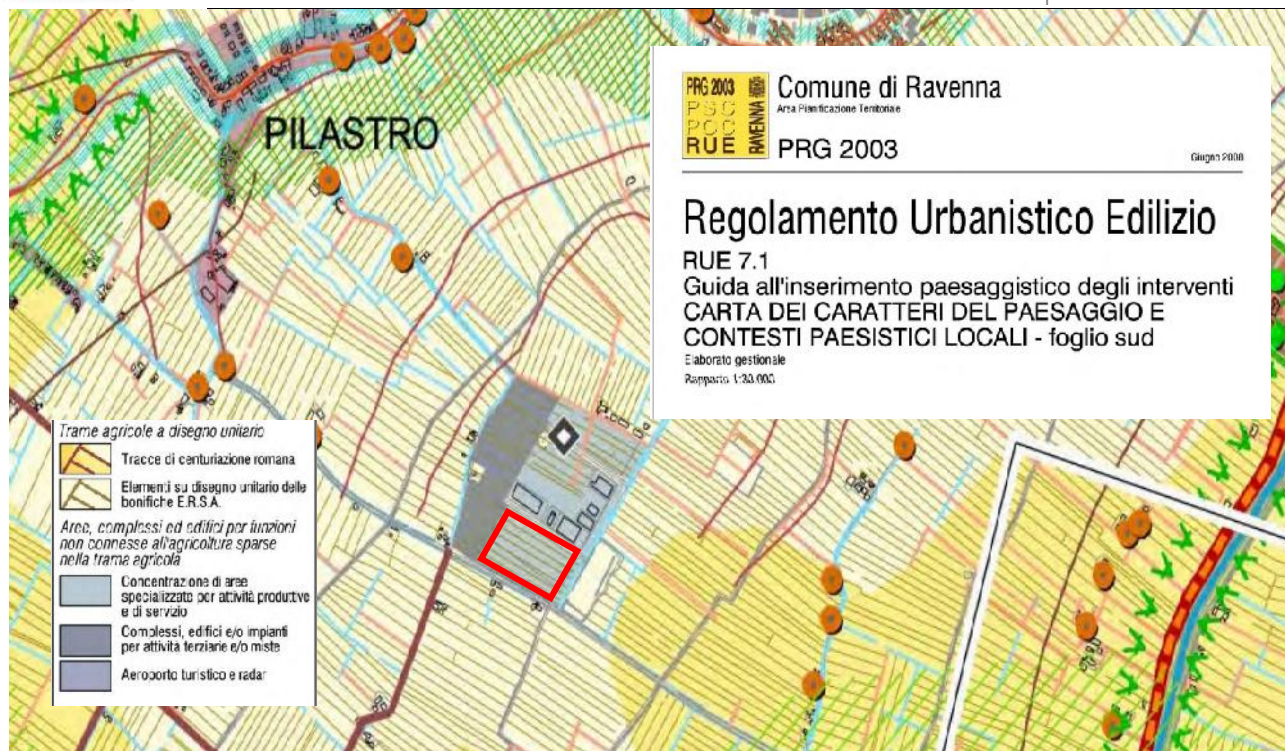 PILASTRO
PRG 2003
PSC
POC
RUE
RAVENNA
Comune di Ravenna
Area Pianificazione Territoriale
PRG 2003
Giugno 2008
Regolamento Urbanistico Edilizio
RUE 7.1
Guida all'inserimento paesaggistico degli interventi
CARTA DEI CARATTERI DEL PAESAGGIO E
CONTESTI PAESISTICI LOCALI - foglio sud
Elaborato gestionale
Trame agricole a disegno unitario
Tracce di centuriazione romana
Elementi su disegno unitario delle
bonifiche E.R.S.A.
Aree, complessi ed edifici per funzioni
non connesse all'agricoltura sparse
nella trama agricola
Concentrazione di aree
specializzate per attività produttive
e di servizio
Complessi, edifici e/o impianti
per attività terziarie e/o miste
Aeroporto turistico e radar